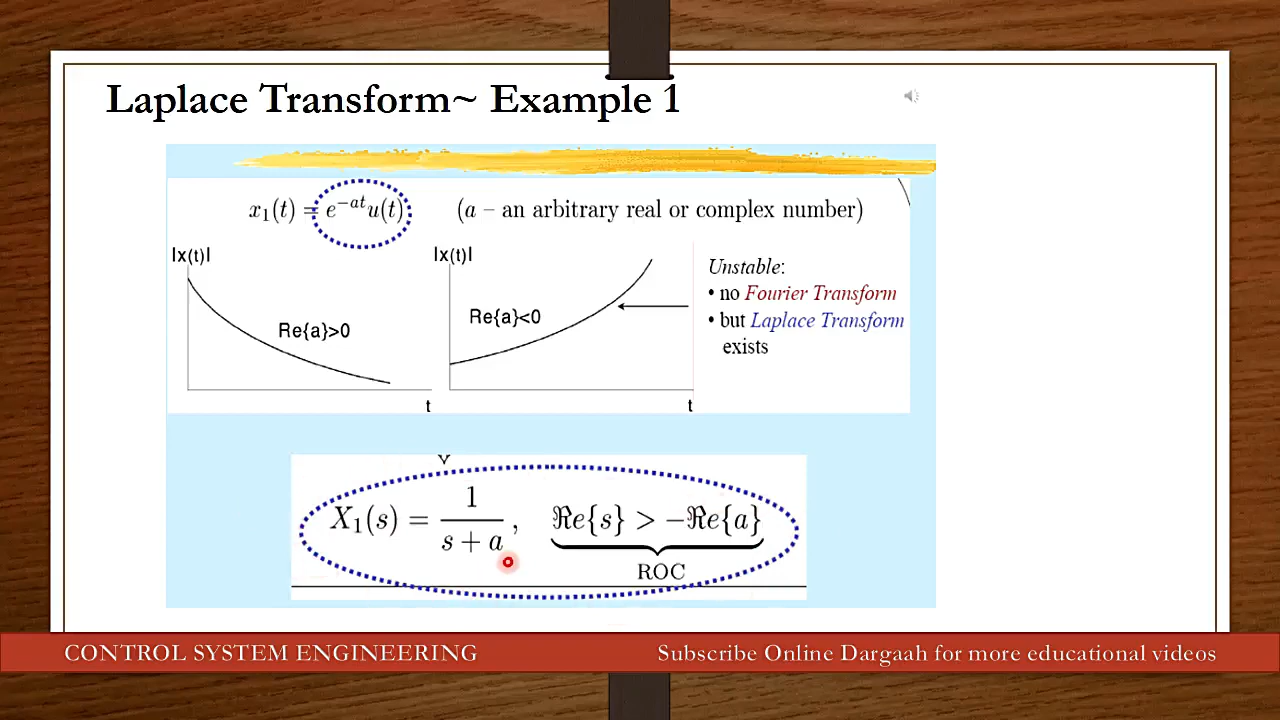 Laplace Transform~ Example 1
x₁(t) = e^{−at}u(t) (a – an arbitrary real or complex number)
|x(t)|
Re{a}>0
t
|x(t)|
Re{a}<0
t
Unstable:
• no Fourier Transform
• but Laplace Transform
exists
X₁(s) = 1/(s + a), ℜe{s} > −ℜe{a}
ROC
CONTROL SYSTEM ENGINEERING
Subscribe Online Dargaah for more educational videos